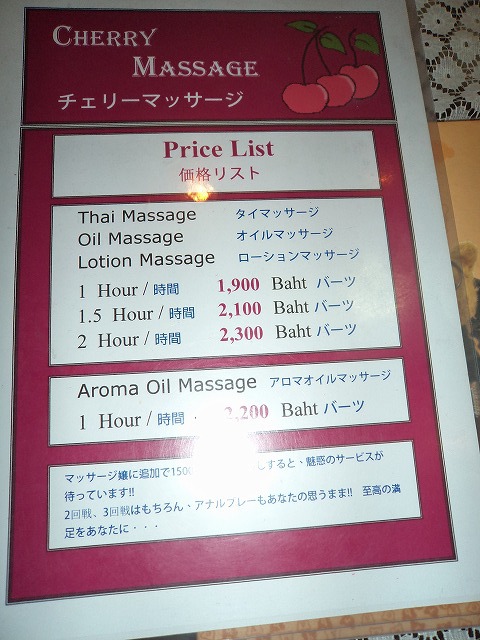 CHERRY
MASSAGE
チェリーマッサージ
Price List
価格リスト
Thai Massage タイマッサージ
Oil Massage オイルマッサージ
Lotion Massage ローションマッサージ
1 Hour / 時間 1,900 Baht バーツ
1.5 Hour / 時間 2,100 Baht バーツ
2 Hour / 時間 2,300 Baht バーツ
Aroma Oil Massage アロマオイルマッサージ
1 Hour / 時間 2,200 Baht バーツ
マッサージ嬢に追加で150 しすると、魅惑のサービスが
待っています!!
2回戦、3回戦はもちろん、アナルフレーもあなたの思うまま!! 至高の満
足をあなたに・・・